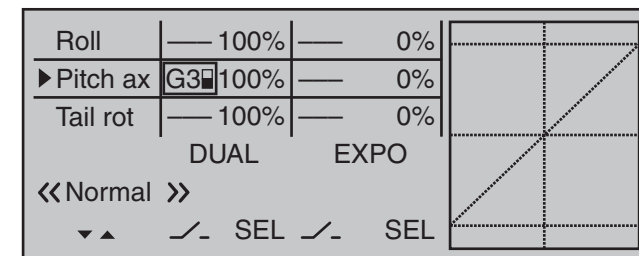 Roll ––– 100% ––– 0%
Pitch ax G3 100% ––– 0%
Tail rot ––– 100% ––– 0%
DUAL EXPO
«Normal »
SEL SEL